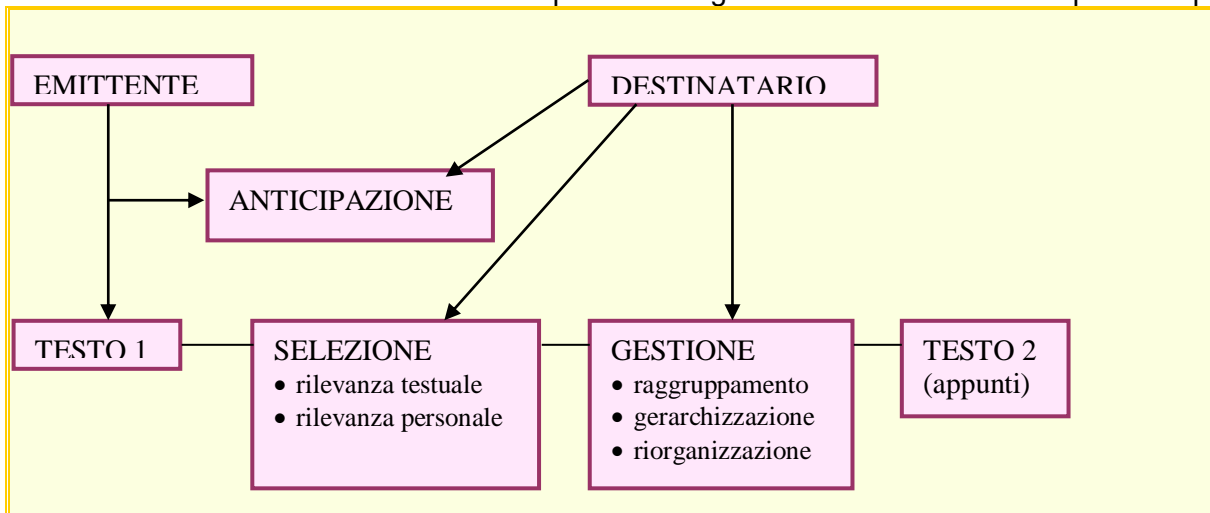 EMITTENTE
DESTINATARIO
ANTICIPAZIONE
TESTO 1
SELEZIONE
• rilevanza testuale
• rilevanza personale
GESTIONE
• raggruppamento
• gerarchizzazione
• riorganizzazione
TESTO 2
(appunti)